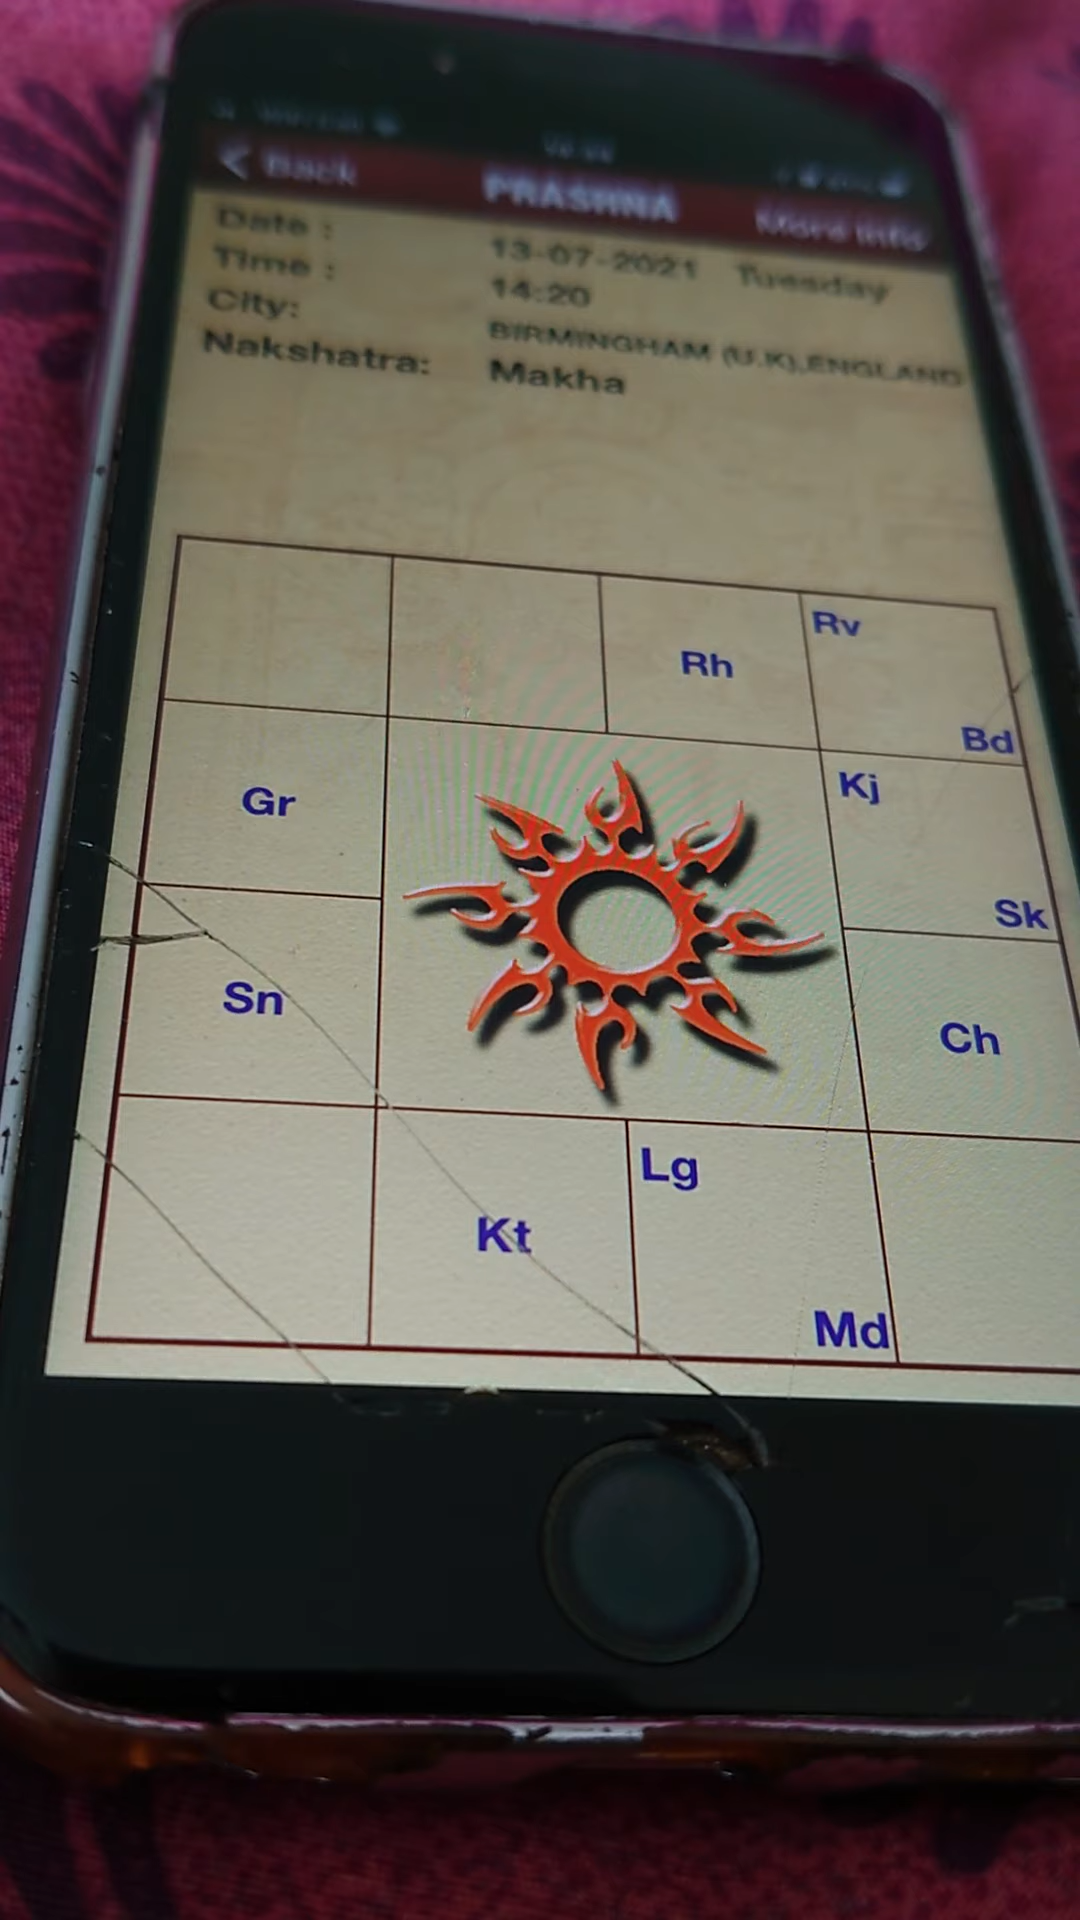 Back PRASHNA More Info
Date : 13-07-2021 Tuesday
Time : 14:20
City: BIRMINGHAM (U.K),ENGLAND
Nakshatra: Makha
Rh Rv
Bd
Gr Kj
Sk
Sn Ch
Kt Lg
Md